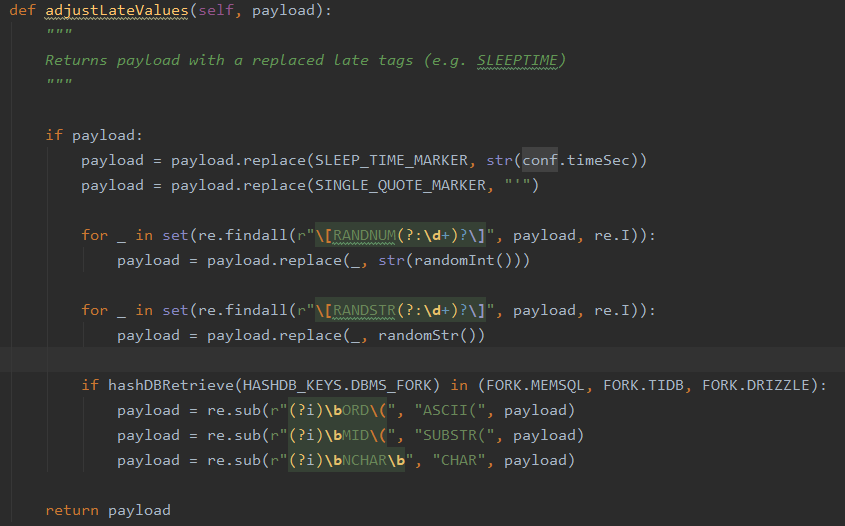 def adjustLateValues(self, payload):
    """
    Returns payload with a replaced late tags (e.g. SLEEPTIME)
    """

    if payload:
        payload = payload.replace(SLEEP_TIME_MARKER, str(conf.timeSec))
        payload = payload.replace(SINGLE_QUOTE_MARKER, "'")

        for _ in set(re.findall(r"\[RANDNUM(?:\d+)?\]", payload, re.I)):
            payload = payload.replace(_, str(randomInt()))

        for _ in set(re.findall(r"\[RANDSTR(?:\d+)?\]", payload, re.I)):
            payload = payload.replace(_, randomStr())

        if hashDBRetrieve(HASHDB_KEYS.DBMS_FORK) in (FORK.MEMSQL, FORK.TIDB, FORK.DRIZZLE):
            payload = re.sub(r"(?i)\bORD\(", "ASCII(", payload)
            payload = re.sub(r"(?i)\bMID\(", "SUBSTR(", payload)
            payload = re.sub(r"(?i)\bNCHAR\b", "CHAR", payload)

    return payload